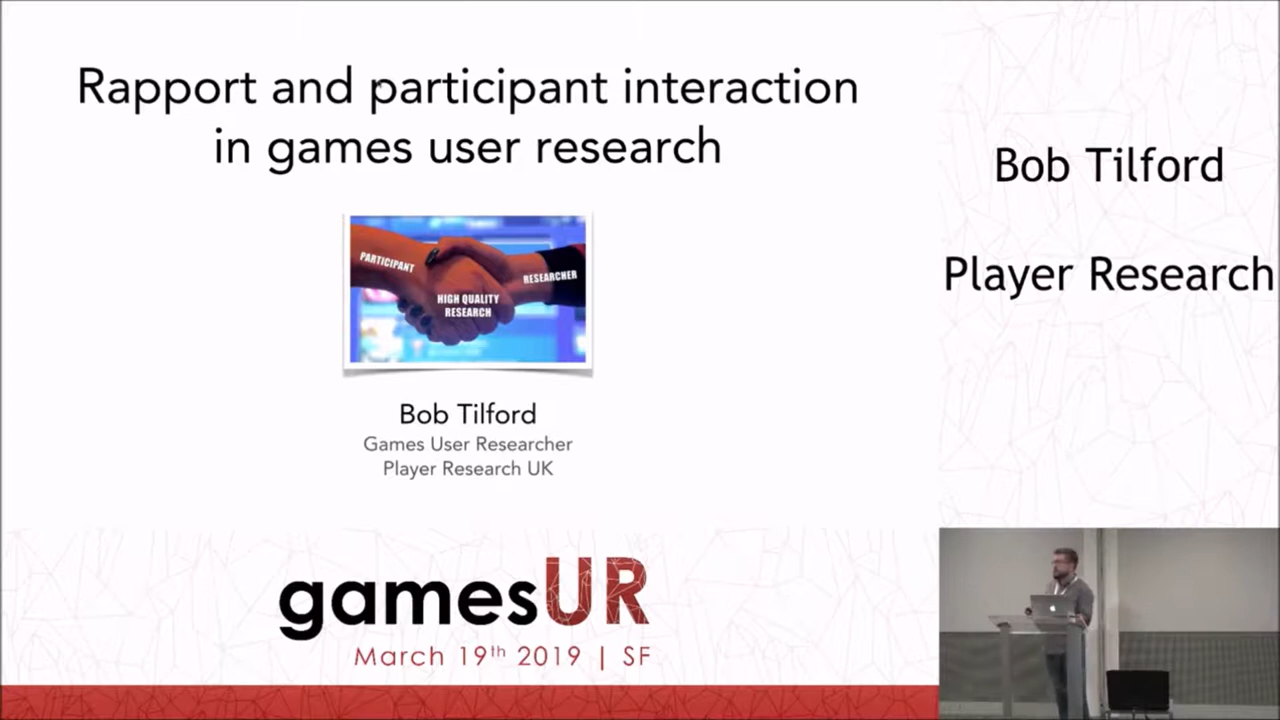 Rapport and participant interaction
in games user research
PARTICIPANT
RESEARCHER
HIGH QUALITY
RESEARCH
Bob Tilford
Games User Researcher
Player Research UK
gamesUR
March 19th 2019 | SF
Bob Tilford
Player Research